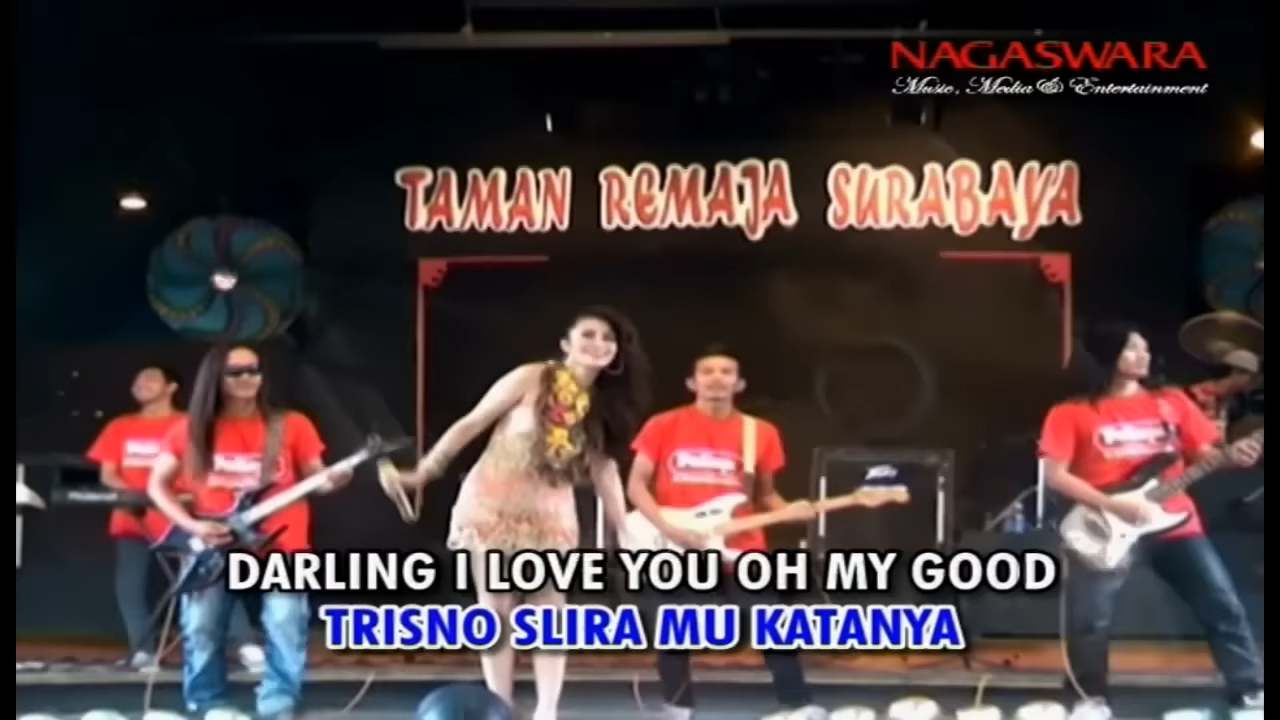 NAGASWARA
Music, Media & Entertainment
TAMAN REMAJA SURABAYA
DARLING I LOVE YOU OH MY GOOD
TRISNO SLIRA MU KATANYA